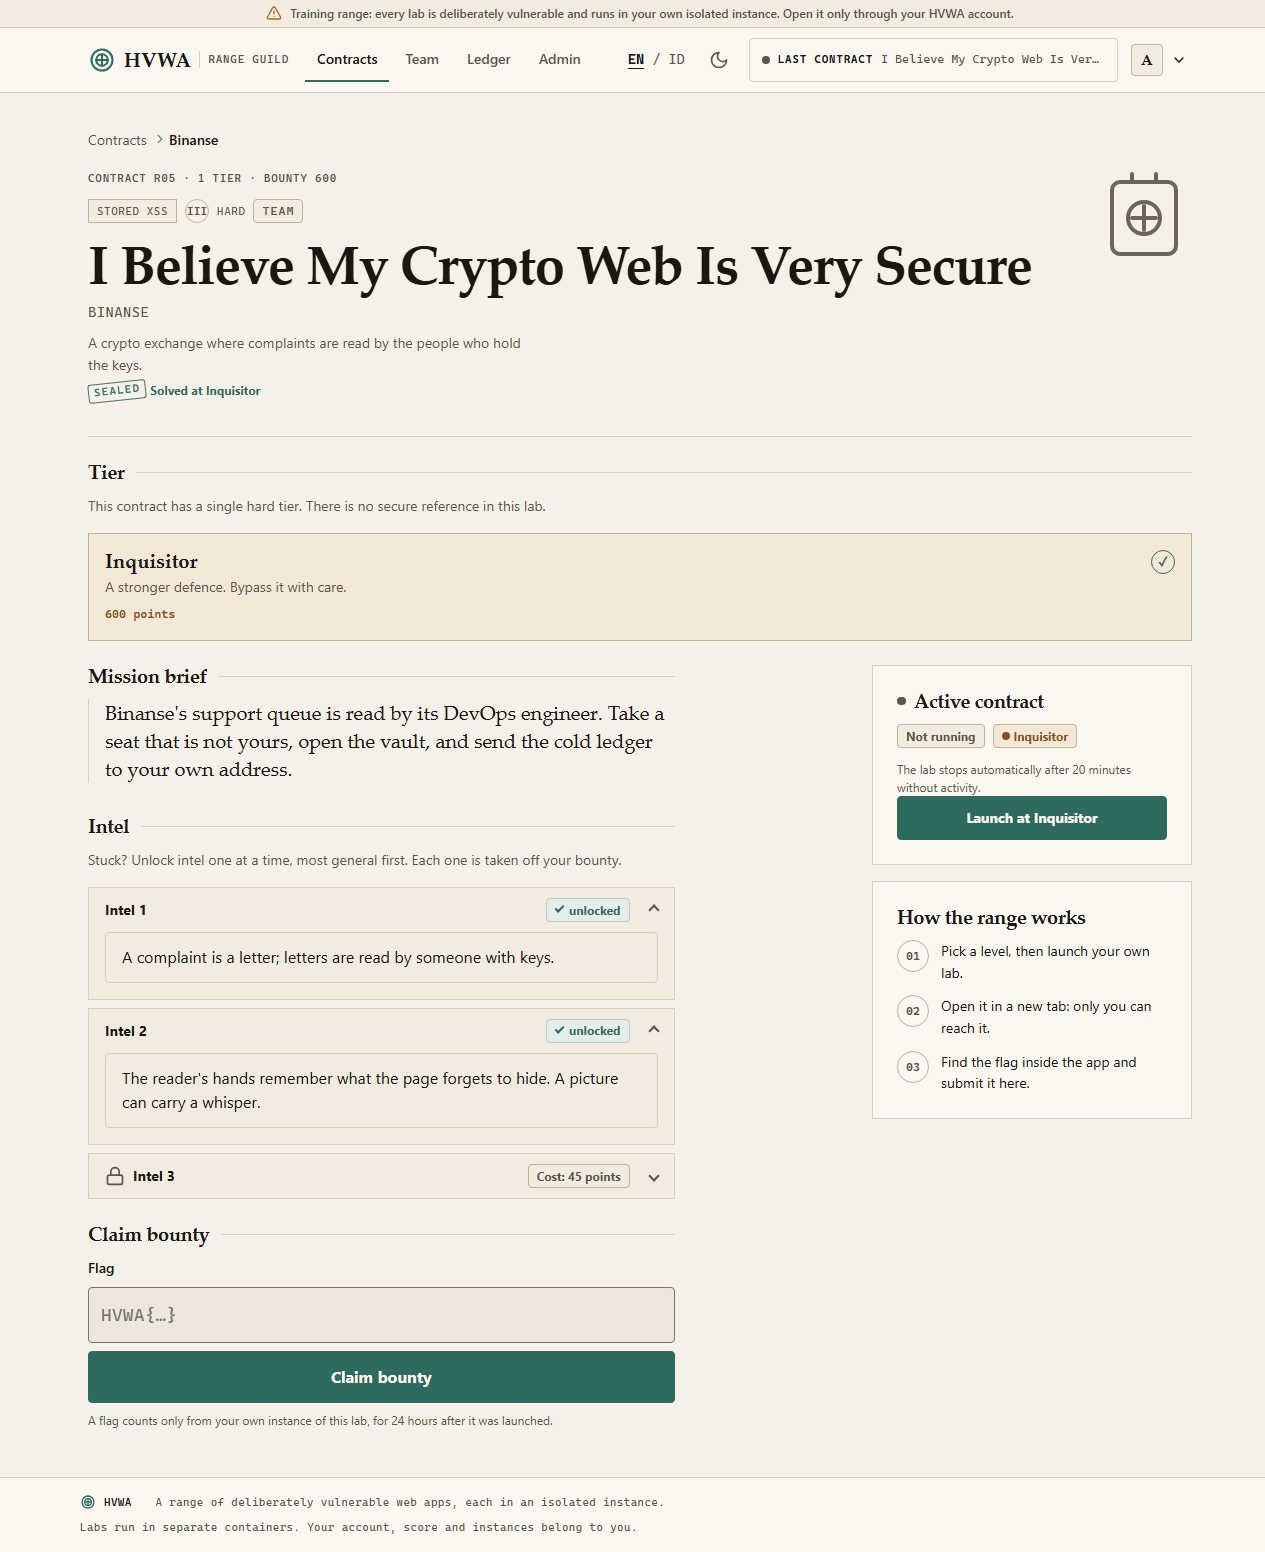 Training range: every lab is deliberately vulnerable and runs in your own isolated instance. Open it only through your HVWA account.
HVWA RANGE GUILD Contracts Team Ledger Admin EN / ID LAST CONTRACT I Believe My Crypto Web Is Ver… A
Contracts Binanse
CONTRACT R05 · 1 TIER · BOUNTY 600
STORED XSS III HARD TEAM
I Believe My Crypto Web Is Very Secure
BINANSE
A crypto exchange where complaints are read by the people who hold
the keys.
SEALED Solved at Inquisitor
Tier
This contract has a single hard tier. There is no secure reference in this lab.
Inquisitor
A stronger defence. Bypass it with care.
600 points
Mission brief
Binanse's support queue is read by its DevOps engineer. Take a
seat that is not yours, open the vault, and send the cold ledger
to your own address.
Intel
Stuck? Unlock intel one at a time, most general first. Each one is taken off your bounty.
Intel 1 unlocked
A complaint is a letter; letters are read by someone with keys.
Intel 2 unlocked
The reader's hands remember what the page forgets to hide. A picture
can carry a whisper.
Intel 3 Cost: 45 points
Claim bounty
Flag
HVWA{…}
Claim bounty
A flag counts only from your own instance of this lab, for 24 hours after it was launched.
Active contract
Not running Inquisitor
The lab stops automatically after 20 minutes
without activity.
Launch at Inquisitor
How the range works
01 Pick a level, then launch your own
lab.
02 Open it in a new tab: only you can
reach it.
03 Find the flag inside the app and
submit it here.
HVWA A range of deliberately vulnerable web apps, each in an isolated instance.
Labs run in separate containers. Your account, score and instances belong to you.